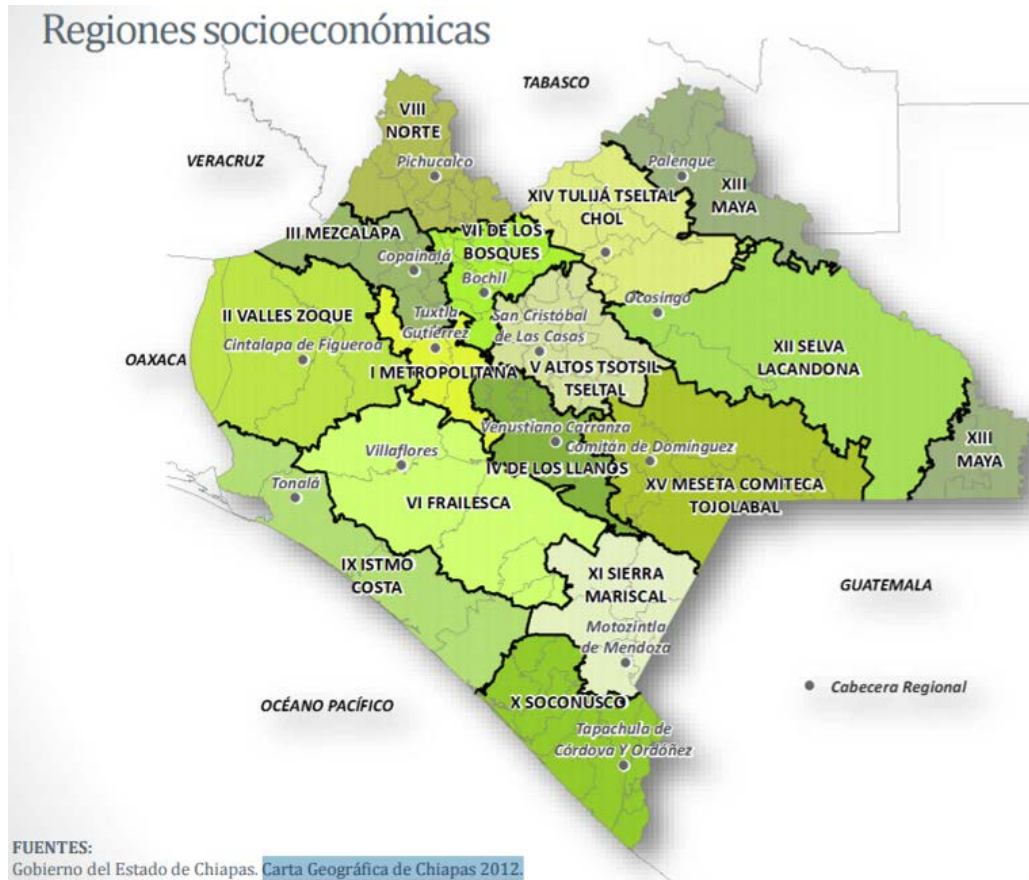 Regiones socioeconómicas
TABASCO
VERACRUZ
VIII
NORTE
Pichucalco
Palenque
XIII
MAYA
XIV TULIJÁ TSELTAL
CHOL
III MEZCALAPA
Copainalá
VII DE LOS
BOSQUES
Bochil
Ocosingo
II VALLES ZOQUE
Cintalapa de Figueroa
Tuxtla
Gutiérrez
I METROPOLITANA
San Cristóbal
de Las Casas
V ALTOS TSOTSIL
TSELTAL
XII SELVA
LACANDONA
OAXACA
XIII
MAYA
Venustiano Carranza
Comitán de Domínguez
IV DE LOS LLANOS
XV MESETA COMITECA
TOJOLABAL
Villaflores
VI FRAILESCA
Tonalá
IX ISTMO
COSTA
XI SIERRA
MARISCAL
Motozintla
de Mendoza
GUATEMALA
Cabecera Regional
OCÉANO PACÍFICO
X SOCONUSCO
Tapachula de
Córdova Y Ordóñez
FUENTES:
Gobierno del Estado de Chiapas. Carta Geográfica de Chiapas 2012.